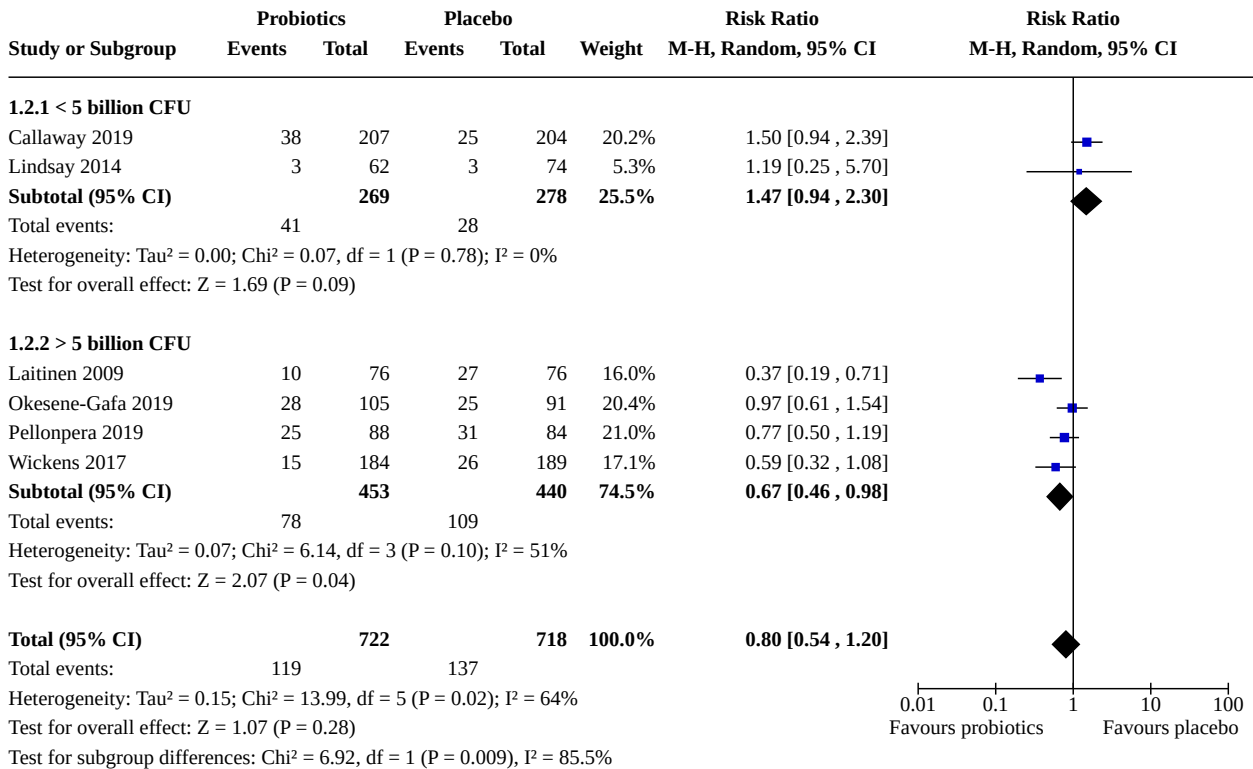 Probiotics Placebo Risk Ratio Risk Ratio
Study or Subgroup Events Total Events Total Weight M-H, Random, 95% CI M-H, Random, 95% CI
1.2.1 < 5 billion CFU
Callaway 2019 38 207 25 204 20.2% 1.50 [0.94 , 2.39]
Lindsay 2014 3 62 3 74 5.3% 1.19 [0.25 , 5.70]
Subtotal (95% CI) 269 278 25.5% 1.47 [0.94 , 2.30]
Total events: 41 28
Heterogeneity: Tau² = 0.00; Chi² = 0.07, df = 1 (P = 0.78); I² = 0%
Test for overall effect: Z = 1.69 (P = 0.09)
1.2.2 > 5 billion CFU
Laitinen 2009 10 76 27 76 16.0% 0.37 [0.19 , 0.71]
Okesene-Gafa 2019 28 105 25 91 20.4% 0.97 [0.61 , 1.54]
Pellonpera 2019 25 88 31 84 21.0% 0.77 [0.50 , 1.19]
Wickens 2017 15 184 26 189 17.1% 0.59 [0.32 , 1.08]
Subtotal (95% CI) 453 440 74.5% 0.67 [0.46 , 0.98]
Total events: 78 109
Heterogeneity: Tau² = 0.07; Chi² = 6.14, df = 3 (P = 0.10); I² = 51%
Test for overall effect: Z = 2.07 (P = 0.04)
Total (95% CI) 722 718 100.0% 0.80 [0.54 , 1.20]
Total events: 119 137
Heterogeneity: Tau² = 0.15; Chi² = 13.99, df = 5 (P = 0.02); I² = 64%
0.01 0.1 1 10 100
Test for overall effect: Z = 1.07 (P = 0.28) Favours probiotics Favours placebo
Test for subgroup differences: Chi² = 6.92, df = 1 (P = 0.009), I² = 85.5%